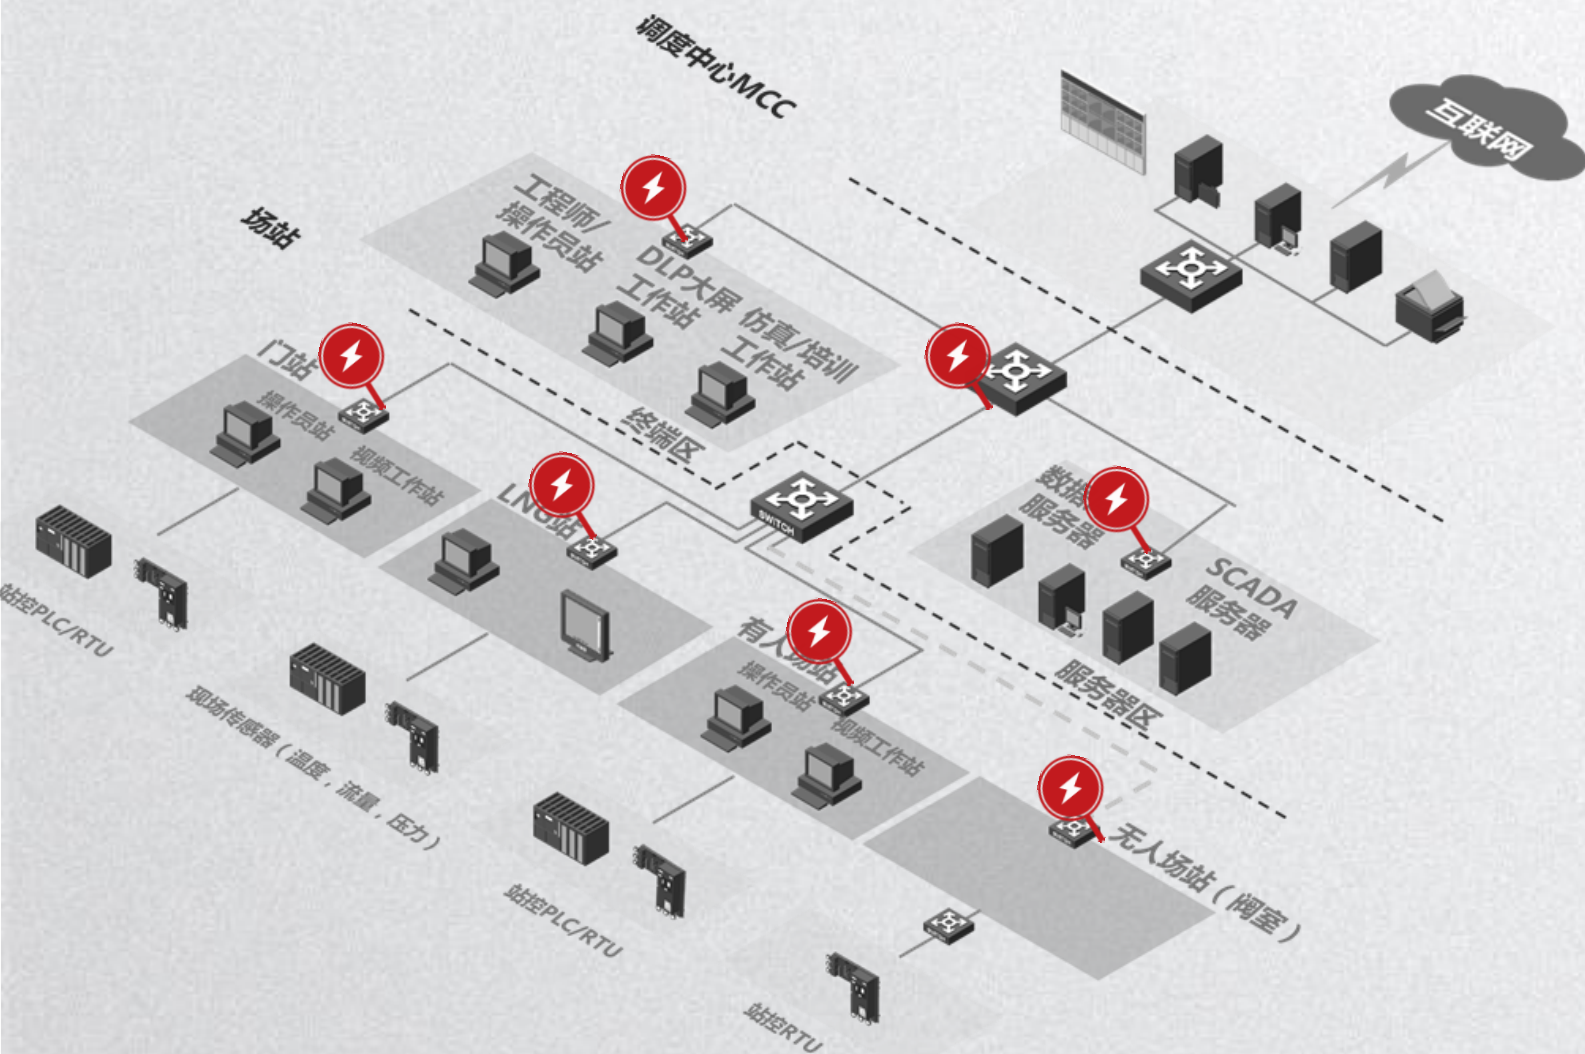 调度中心MCC
互联网
场站
工程师/
操作员站
DLP大屏
工作站
仿真/培训
工作站
终端区
门站
操作员站
视频工作站
LNG站
SWITCH
数据
服务器
SCADA
服务器
服务器区
有人场站
操作员站
视频工作站
无人场站（阀室）
站控PLC/RTU
现场传感器（温度，流量，压力）
站控PLC/RTU
站控RTU